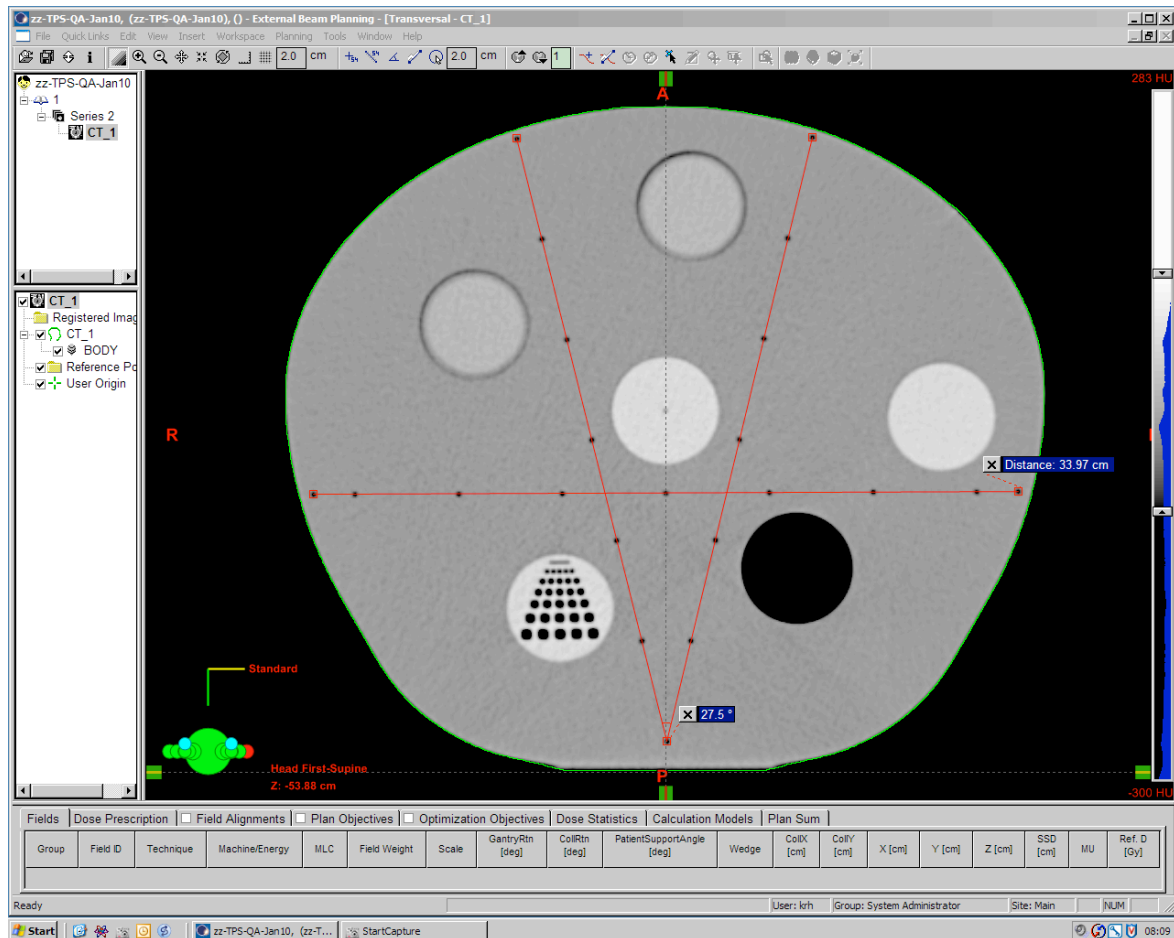 zz-TPS-QA-Jan10, (zz-TPS-QA-Jan10), () - External Beam Planning - [Transversal - CT_1]
File Quick Links Edit View Insert Workspace Planning Tools Window Help
2.0 cm 2.0 cm 1
zz-TPS-QA-Jan10
1
Series 2
CT_1
283 HU
A
CT_1
Registered Imag
CT_1
BODY
Reference Po
User Origin
R
Distance: 33.97 cm
Standard
27.5 °
Head First-Supine
Z: -53.88 cm
P
-300 HU
Fields Dose Prescription Field Alignments Plan Objectives Optimization Objectives Dose Statistics Calculation Models Plan Sum
Group Field ID Technique Machine/Energy MLC Field Weight Scale GantryRtn [deg] CollRtn [deg] PatientSupportAngle [deg] Wedge CollX [cm] CollY [cm] X [cm] Y [cm] Z [cm] SSD [cm] MU Ref. D [Gy]
Ready User: krh Group: System Administrator Site: Main NUM
Start zz-TPS-QA-Jan10, (zz-T... StartCapture 08:09